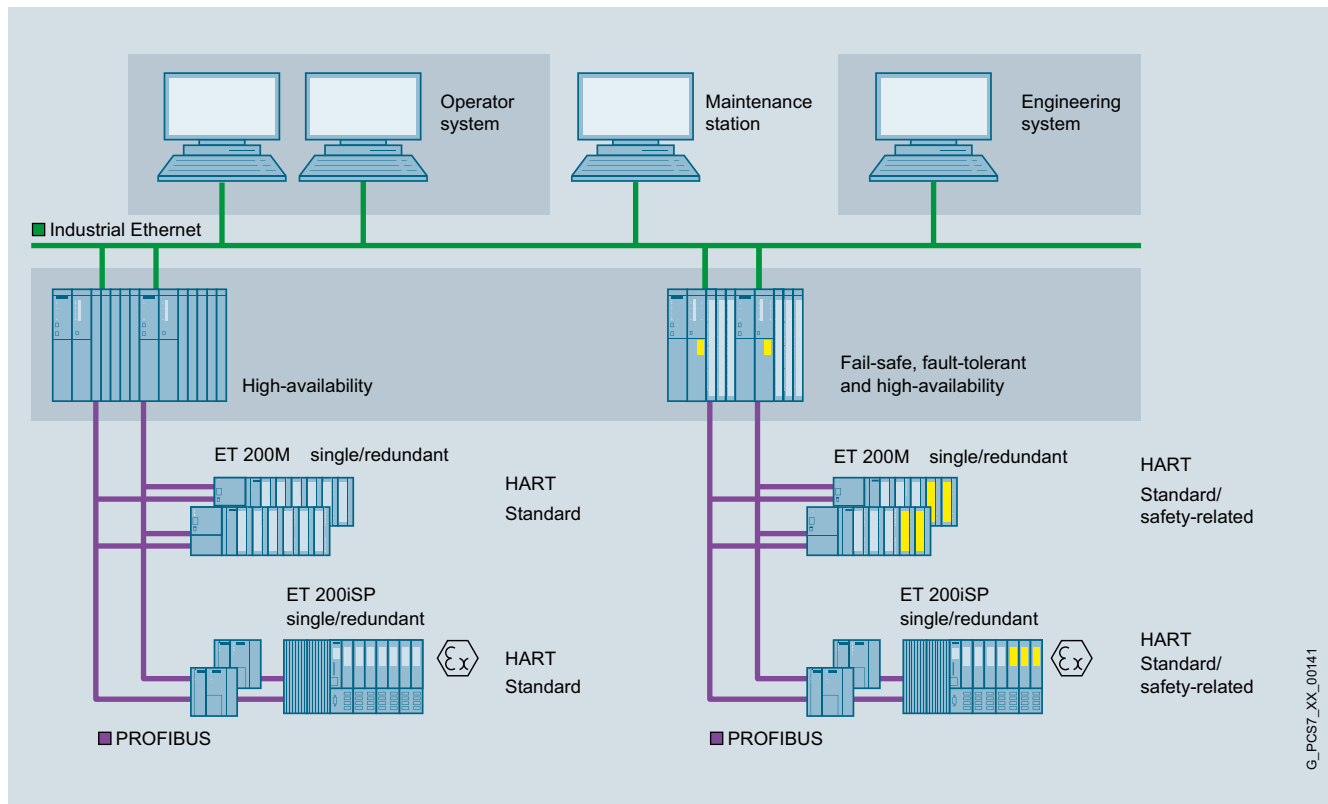 Operator
system
Maintenance
station
Engineering
system
Industrial Ethernet
High-availability
Fail-safe, fault-tolerant
and high-availability
ET 200M single/redundant
HART
Standard
ET 200iSP
single/redundant
Ex
HART
Standard
PROFIBUS
ET 200M single/redundant
HART
Standard/
safety-related
ET 200iSP
single/redundant
Ex
HART
Standard/
safety-related
PROFIBUS
G_PCS7_XX_00141